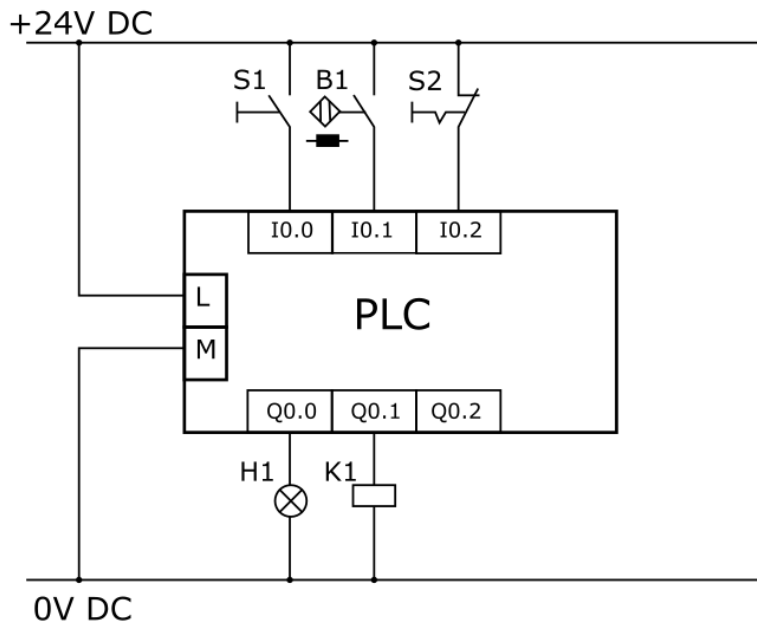 +24V DC
S1
B1
S2
I0.0
I0.1
I0.2
L
PLC
M
Q0.0
Q0.1
Q0.2
H1
K1
0V DC